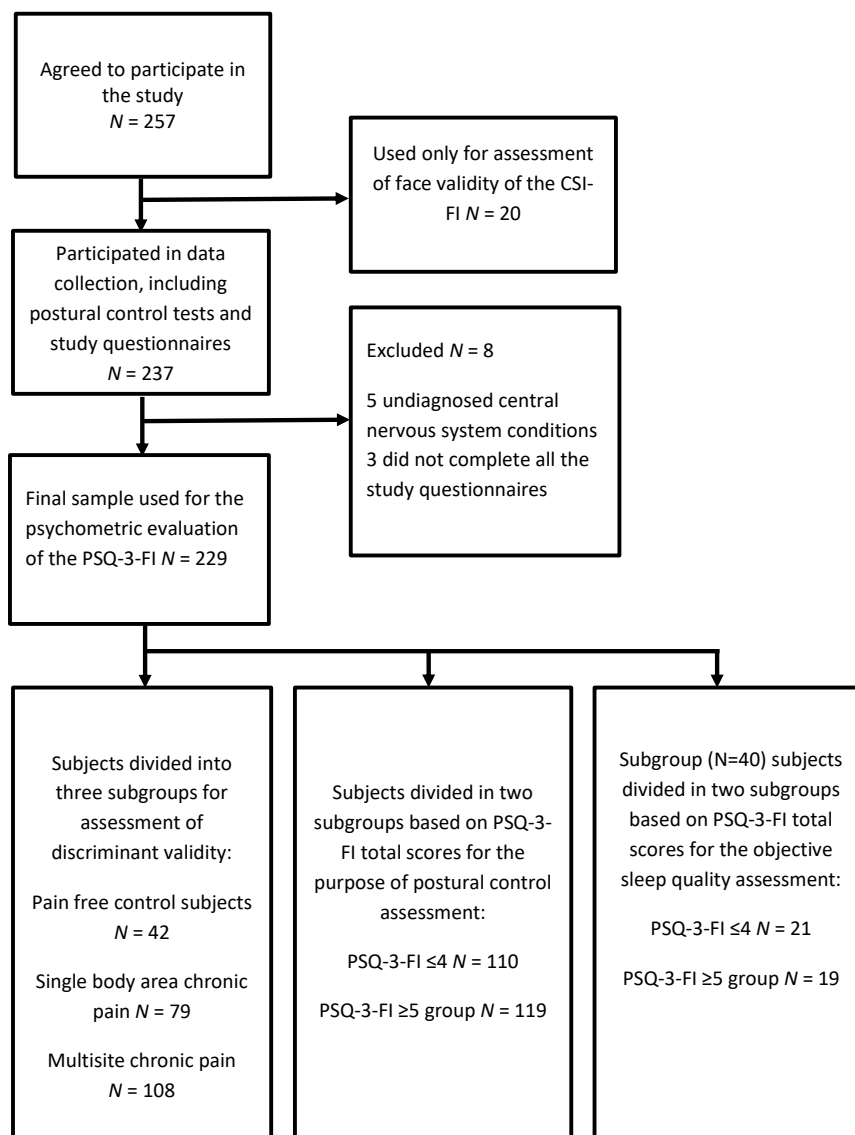 Agreed to participate in
the study
N = 257
Used only for assessment
of face validity of the CSI-
FI N = 20
Participated in data
collection, including
postural control tests and
study questionnaires
N = 237
Excluded N = 8
5 undiagnosed central
nervous system conditions
3 did not complete all the
study questionnaires
Final sample used for the
psychometric evaluation
of the PSQ-3-FI N = 229
Subjects divided into
three subgroups for
assessment of
discriminant validity:
Pain free control subjects
N = 42
Single body area chronic
pain N = 79
Multisite chronic pain
N = 108
Subjects divided in two
subgroups based on PSQ-3-
FI total scores for the
purpose of postural control
assessment:
PSQ-3-FI ≤4 N = 110
PSQ-3-FI ≥5 group N = 119
Subgroup (N=40) subjects
divided in two subgroups
based on PSQ-3-FI total
scores for the objective
sleep quality assessment:
PSQ-3-FI ≤4 N = 21
PSQ-3-FI ≥5 group N = 19